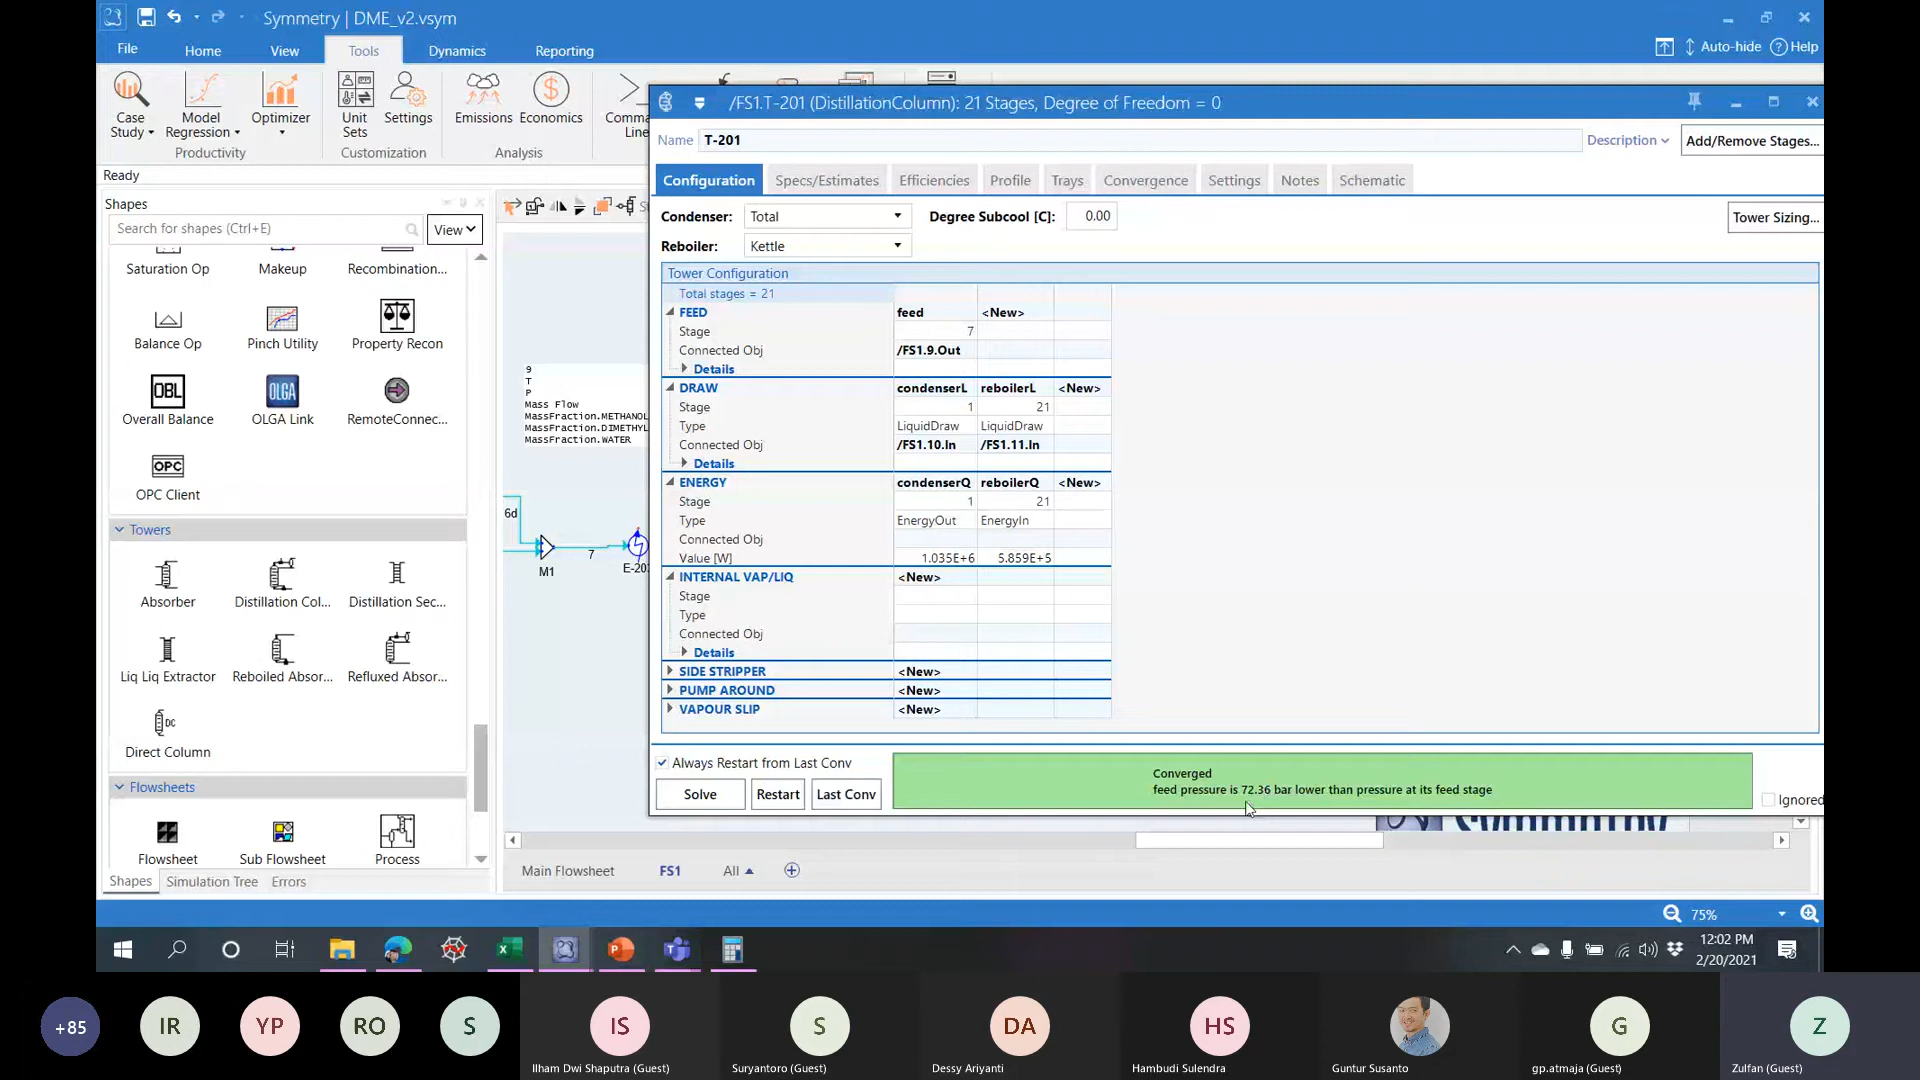 Symmetry | DME_v2.vsym
File
Home
View
Tools
Dynamics
Reporting
Auto-hide
Help
Case Study
Model Regression
Optimizer
Unit Sets
Settings
Emissions
Economics
Productivity
Customization
Analysis
Ready
/FS1.T-201 (DistillationColumn): 21 Stages, Degree of Freedom = 0
Name T-201
Description
Add/Remove Stages...
Configuration
Specs/Estimates
Efficiencies
Profile
Trays
Convergence
Settings
Notes
Schematic
Condenser: Total
Degree Subcool [C]: 0.00
Tower Sizing...
Reboiler: Kettle
Tower Configuration
Total stages = 21
FEED feed <New>
Stage 7
Connected Obj /FS1.9.Out
Details
DRAW condenserL reboilerL <New>
Stage 1 21
Type LiquidDraw LiquidDraw
Connected Obj /FS1.10.In /FS1.11.In
Details
ENERGY condenserQ reboilerQ <New>
Stage 1 21
Type EnergyOut EnergyIn
Connected Obj
Value [W] 1.035E+6 5.859E+5
INTERNAL VAP/LIQ <New>
Stage
Type
Connected Obj
Details
SIDE STRIPPER <New>
PUMP AROUND <New>
VAPOUR SLIP <New>
Always Restart from Last Conv
Solve
Restart
Last Conv
Converged
feed pressure is 72.36 bar lower than pressure at its feed stage
Ignored
Shapes
Search for shapes (Ctrl+E)
View
Saturation Op
Makeup
Recombination...
Balance Op
Pinch Utility
Property Recon
OBL
OLGA
Overall Balance
OLGA Link
RemoteConnec...
OPC
OPC Client
Towers
Absorber
Distillation Col...
Distillation Sec...
Liq Liq Extractor
Reboiled Absor...
Refluxed Absor...
DC
Direct Column
Flowsheets
Flowsheet
Sub Flowsheet
Process
Shapes
Simulation Tree
Errors
9
T
P
Mass Flow
MassFraction.METHANOL
MassFraction.DIMETHYL
MassFraction.WATER
6d
7
M1
Main Flowsheet
FS1
All
75%
12:02 PM
2/20/2021
+85
IR
YP
RO
S
IS
S
DA
HS
G
Z
Ilham Dwi Shaputra (Guest)
Suryantoro (Guest)
Dessy Ariyanti
Hambudi Sulendra
Guntur Susanto
gp.atmaja (Guest)
Zulfan (Guest)